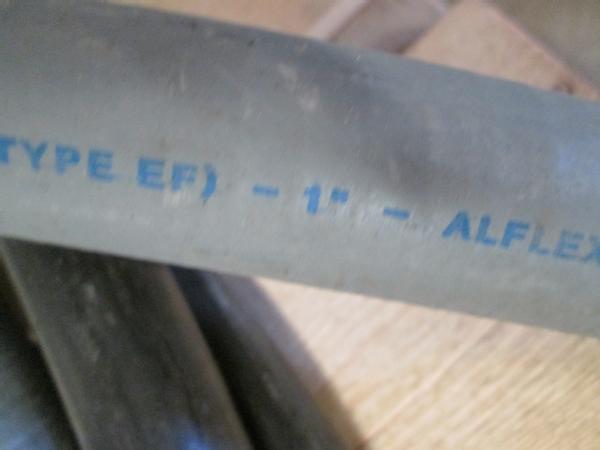 TYPE EF) - 1" - ALFLEX